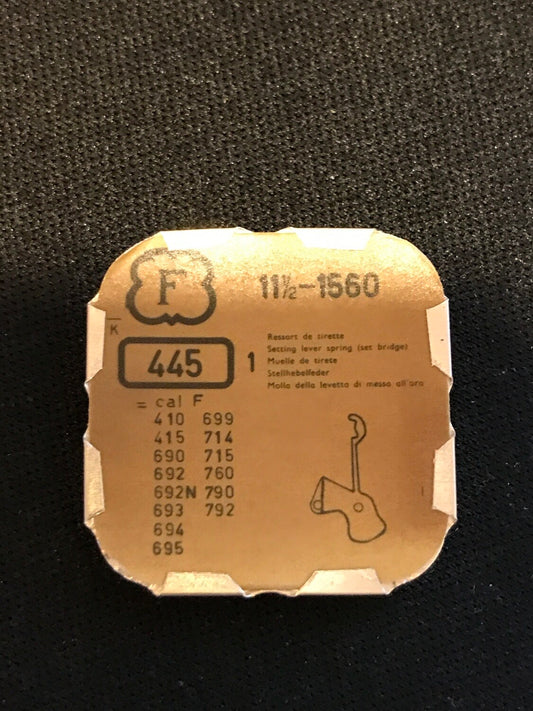 F
11½-1560
K
445 1
Ressort de tirette
Setting lever spring (set bridge)
Muelle de tirete
Stellhebelfeder
Molla della levetta di messa all'ora
= cal F
410 699
415 714
690 715
692 760
692N 790
693 792
694
695